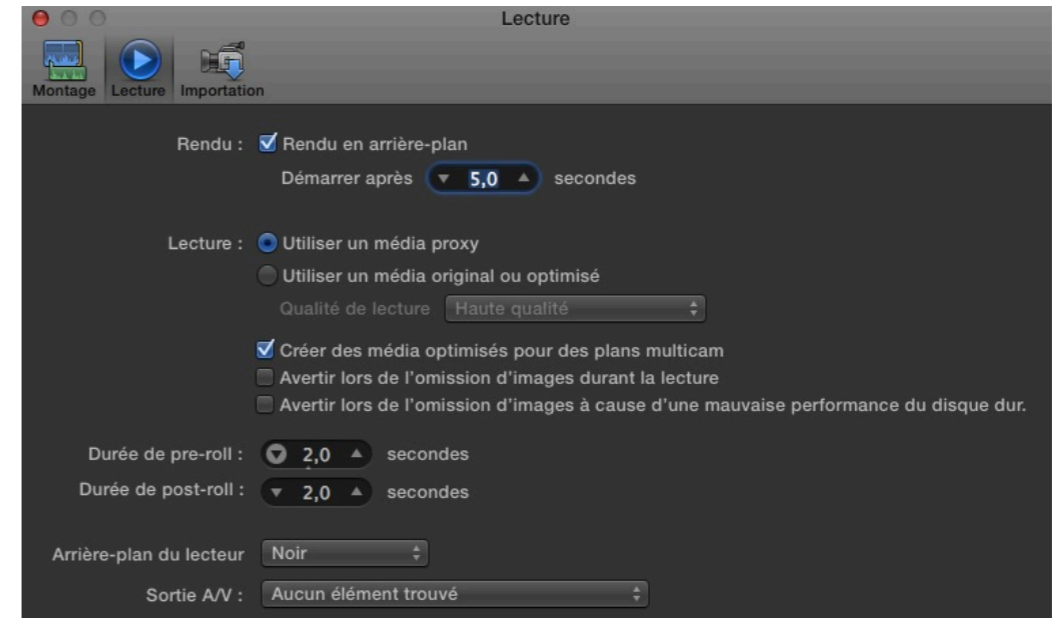 Lecture
Montage Lecture Importation
Rendu : Rendu en arrière-plan
Démarrer après 5,0 secondes
Lecture : Utiliser un média proxy
Utiliser un média original ou optimisé
Qualité de lecture Haute qualité
Créer des média optimisés pour des plans multicam
Avertir lors de l’omission d’images durant la lecture
Avertir lors de l’omission d’images à cause d’une mauvaise performance du disque dur.
Durée de pre-roll : 2,0 secondes
Durée de post-roll : 2,0 secondes
Arrière-plan du lecteur Noir
Sortie A/V : Aucun élément trouvé